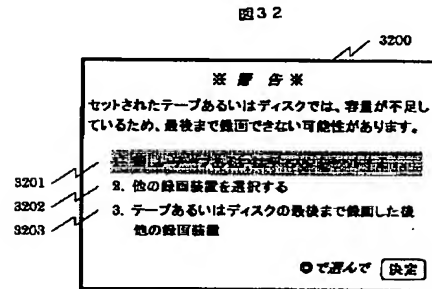 図32
3200
※ 警 告 ※
セットされたテープあるいはディスクでは、容量が不足し
ているため、最後まで録画できない可能性があります。
3201
3202
2. 他の録画装置を選択する
3203
3. テープあるいはディスクの最後まで録画した後
他の録画装置
で選んで 決定